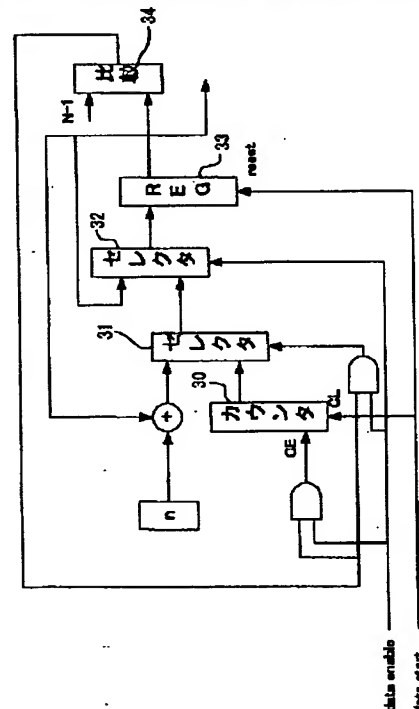 34
比較
N-1
33
REG
reset
32
セレクタ
31
セレクタ
30
カウンタ
CL
CE
+
n
data enable
data start